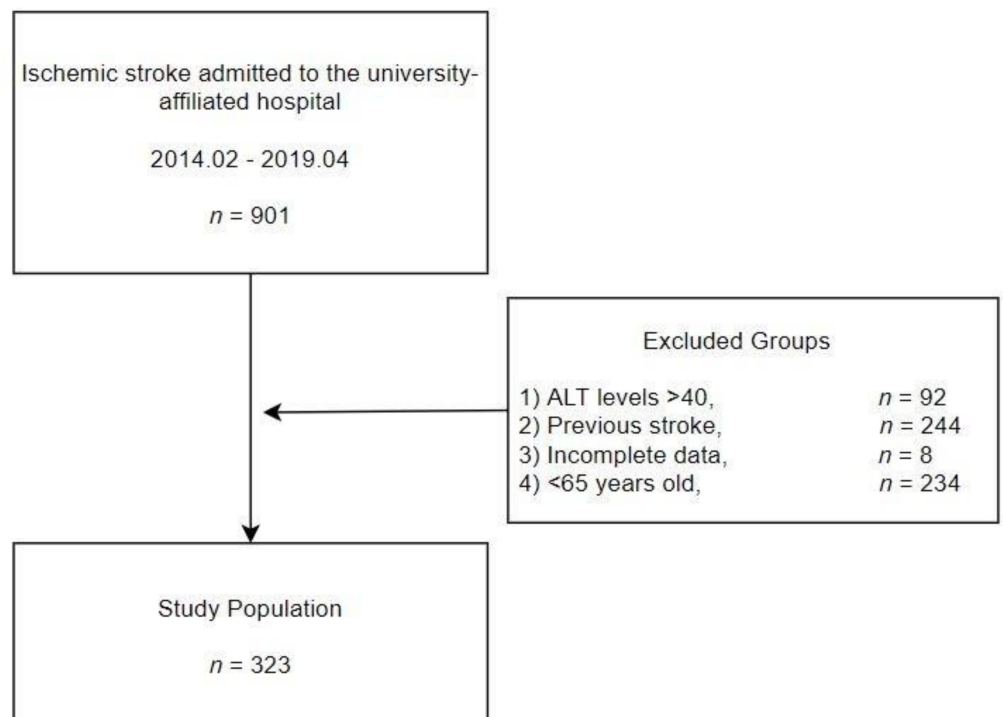 Ischemic stroke admitted to the university-
affiliated hospital
2014.02 - 2019.04
n = 901
Excluded Groups
1) ALT levels >40, n = 92
2) Previous stroke, n = 244
3) Incomplete data, n = 8
4) <65 years old, n = 234
Study Population
n = 323